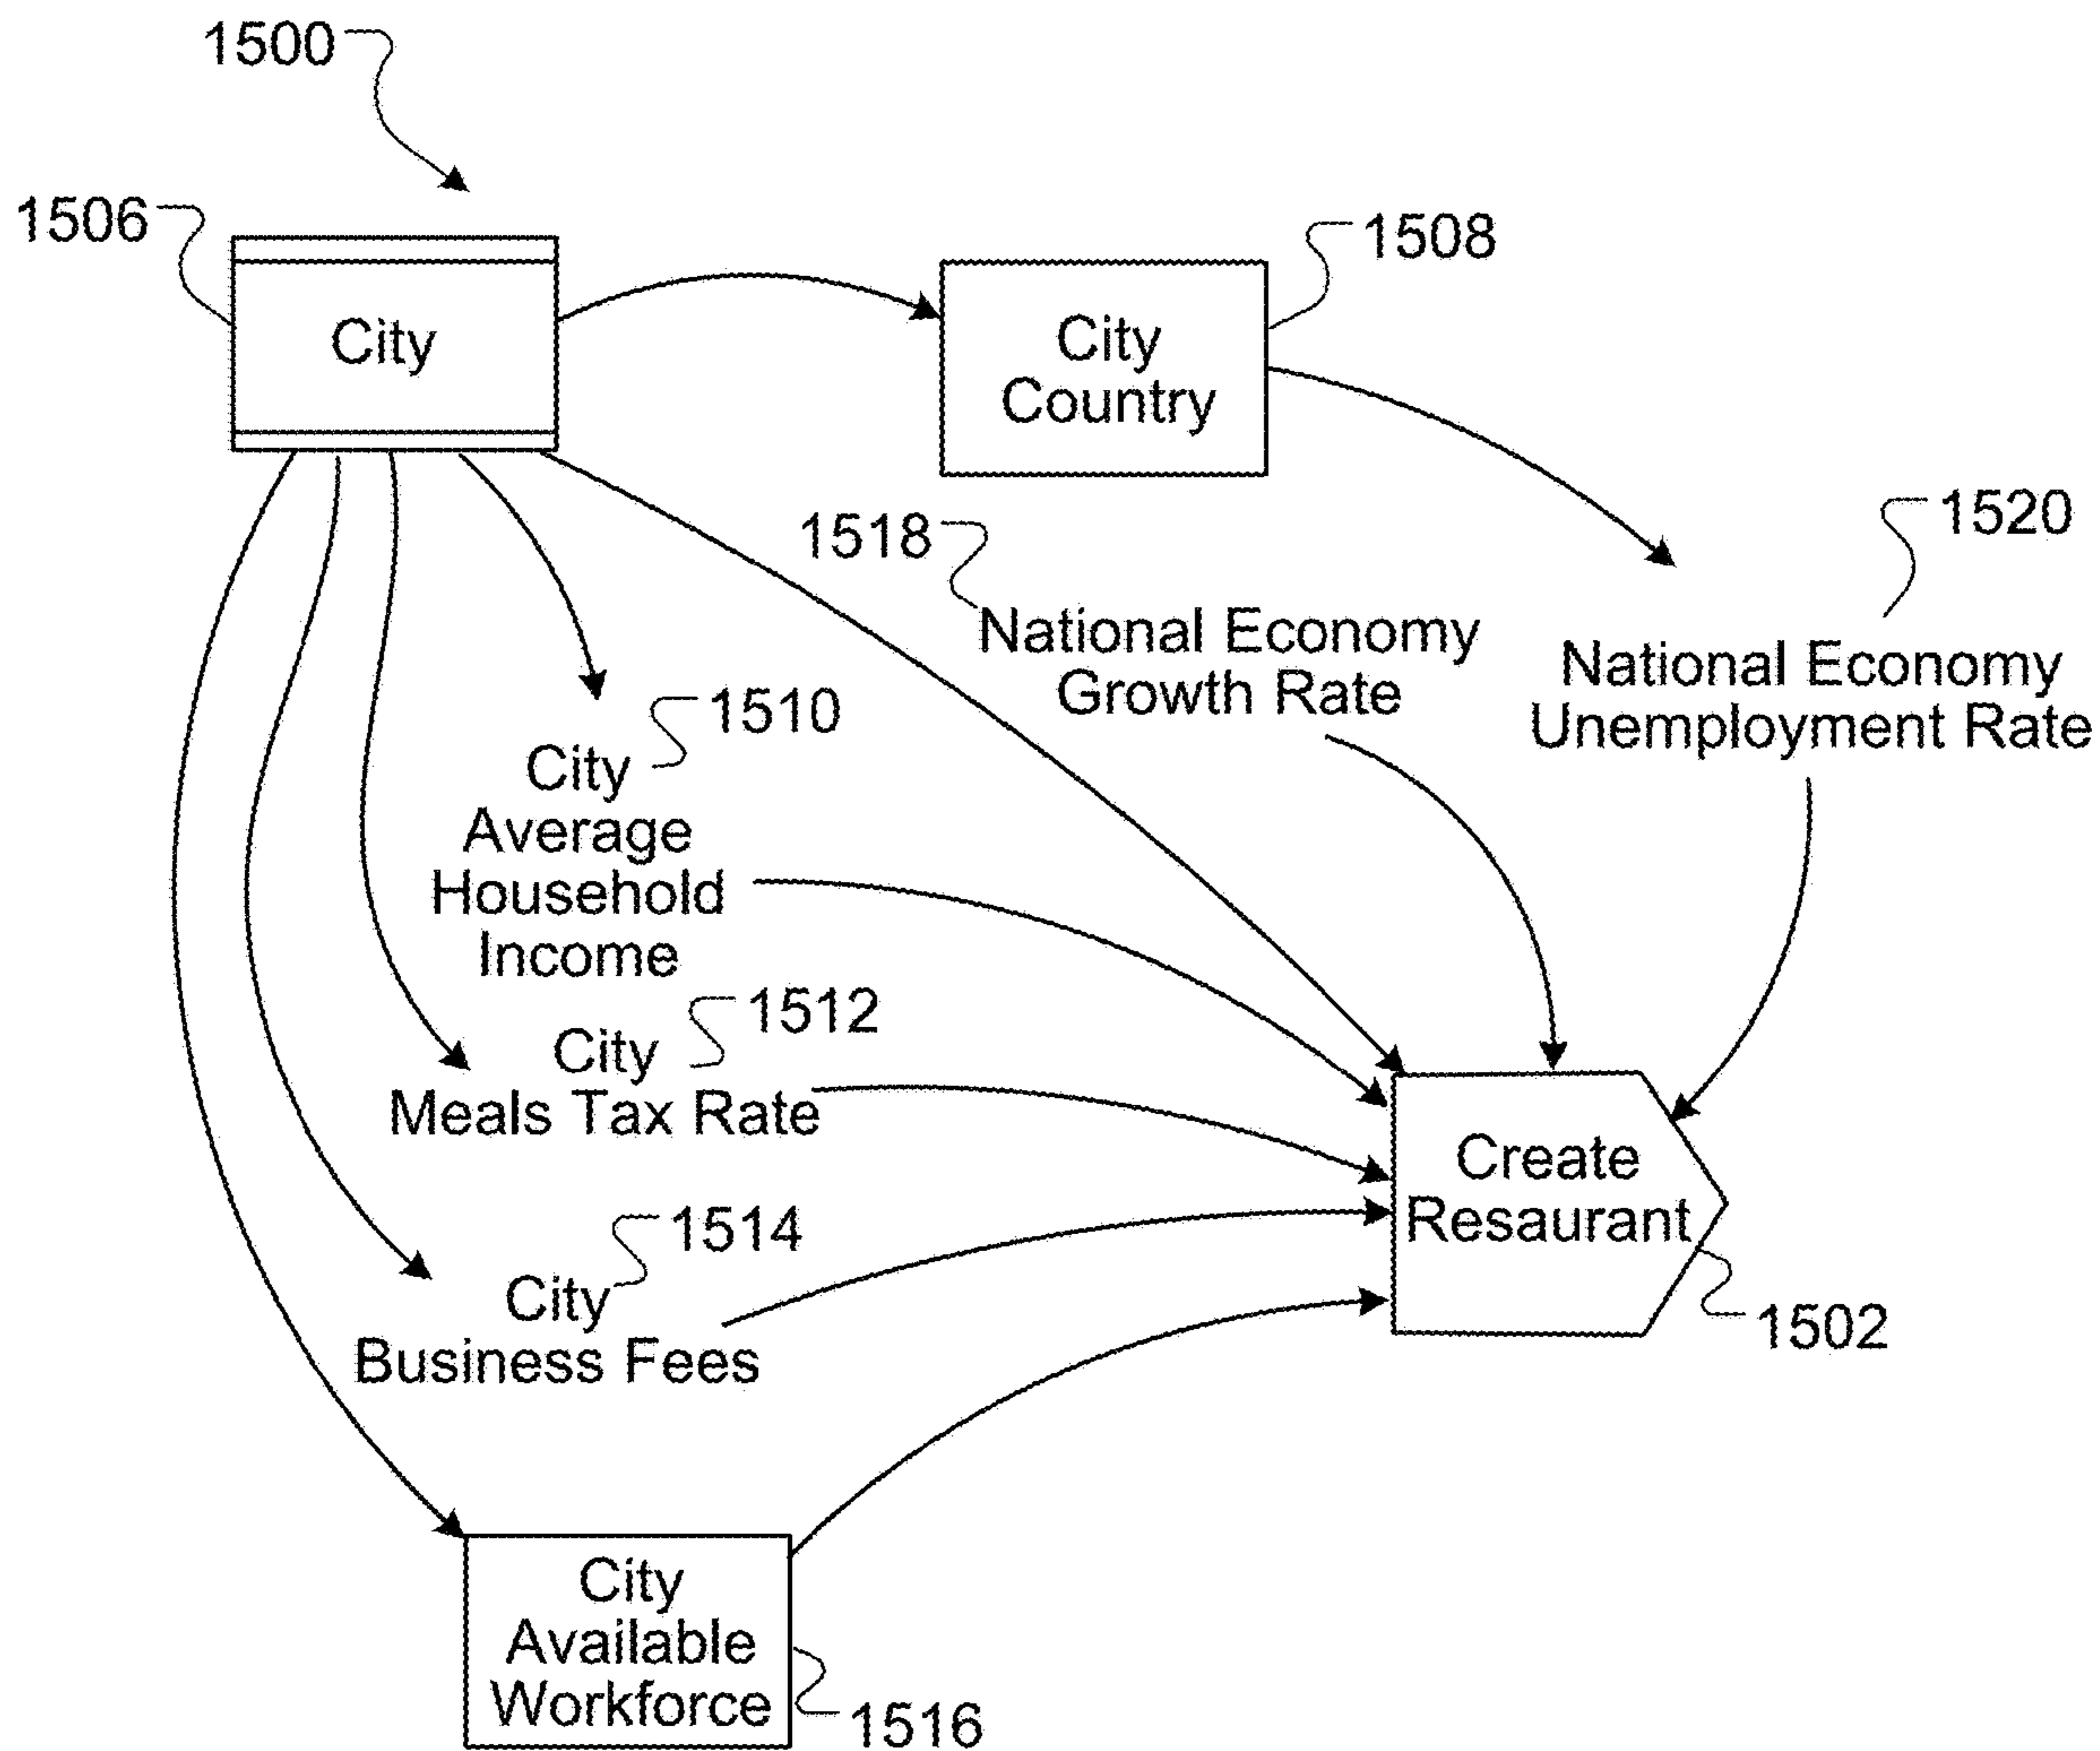 1500
1506
City
1508
City
Country
1518
National Economy
Growth Rate
1520
National Economy
Unemployment Rate
1510
City
Average
Household
Income
1512
City
Meals Tax Rate
1514
City
Business Fees
Create
Resaurant
1502
City
Available
Workforce
1516